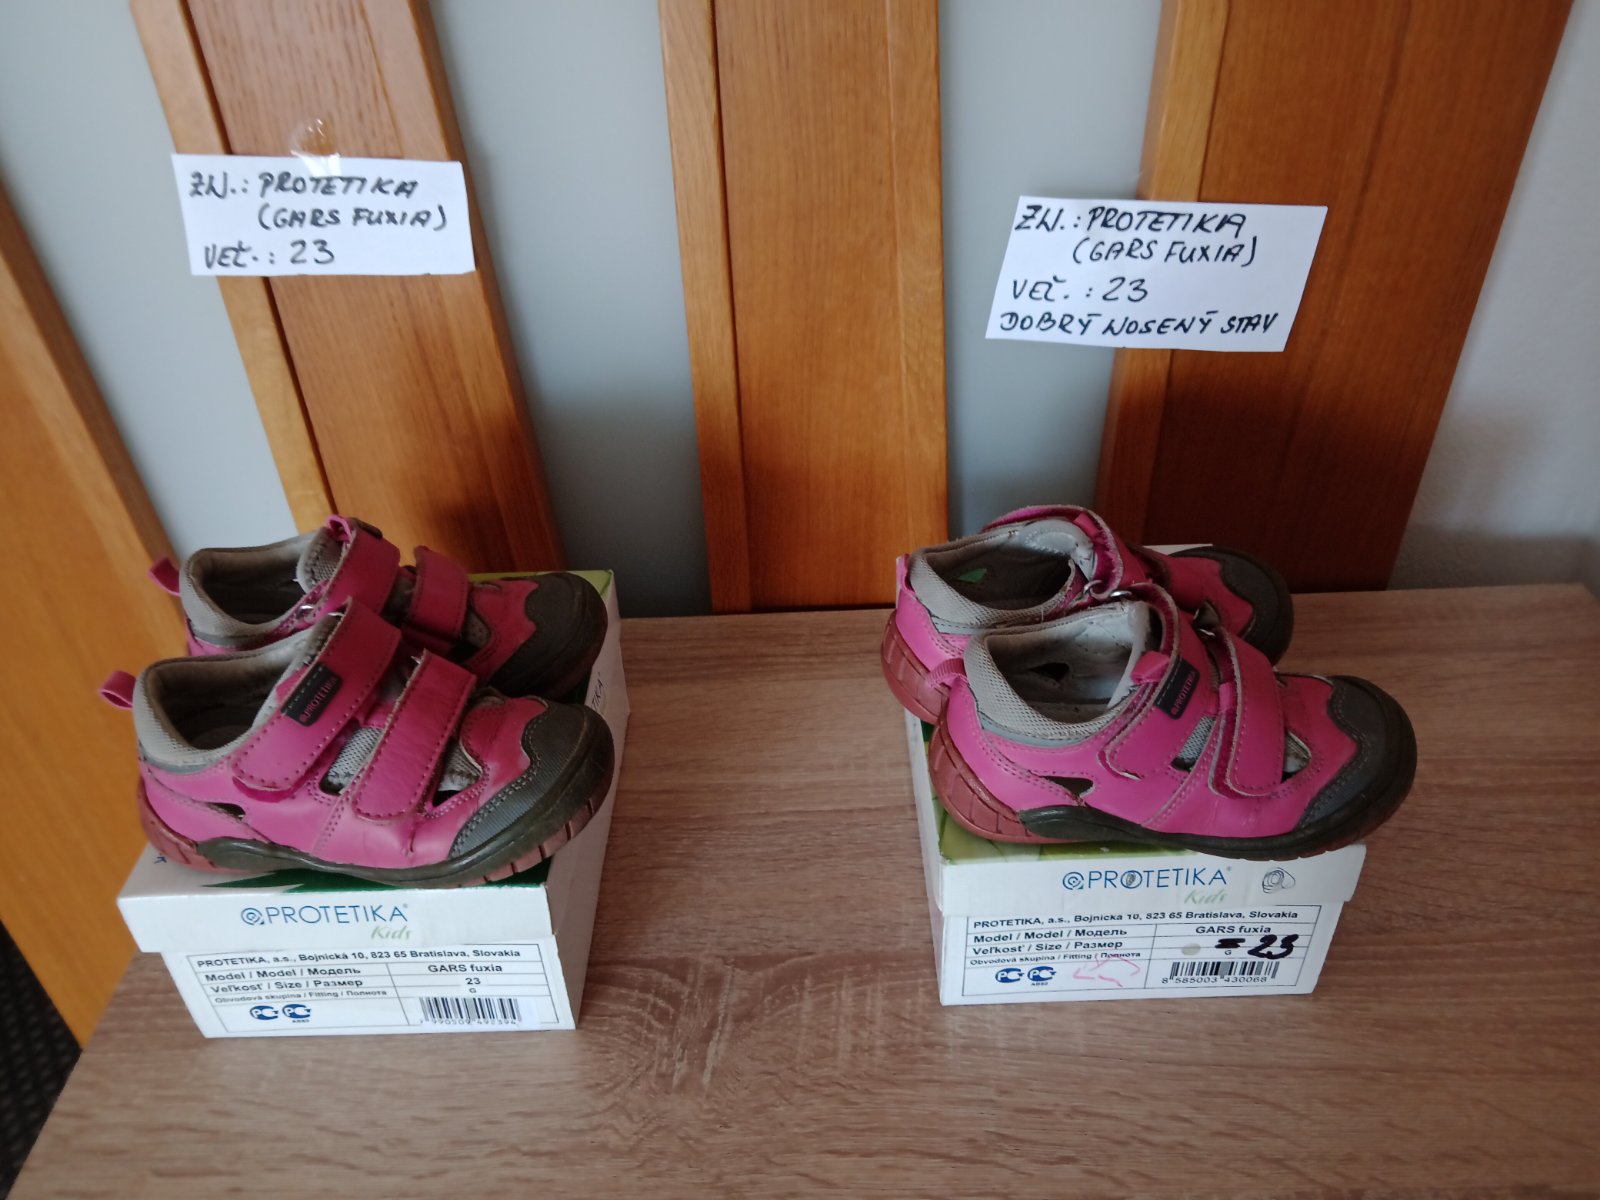 ZN.: PROTETIKA
(GARS FUXIA)
VEĽ.: 23
ZN.: PROTETIKA
(GARS FUXIA)
VEĽ.: 23
DOBRÝ NOSENÝ STAV
PROTETIKA
PROTETIKA
PROTETIKA®
Kids
PROTETIKA, a.s., Bojnická 10, 823 65 Bratislava, Slovakia
Model / Model / Модель GARS fuxia
Veľkosť / Size / Размер 23
Obvodová skupina / Fitting / Полнота G
PROTETIKA®
Kids
PROTETIKA, a.s., Bojnická 10, 823 65 Bratislava, Slovakia
Model / Model / Модель GARS fuxia
Veľkosť / Size / Размер 23
Obvodová skupina / Fitting / Полнота G
8 585003 430068